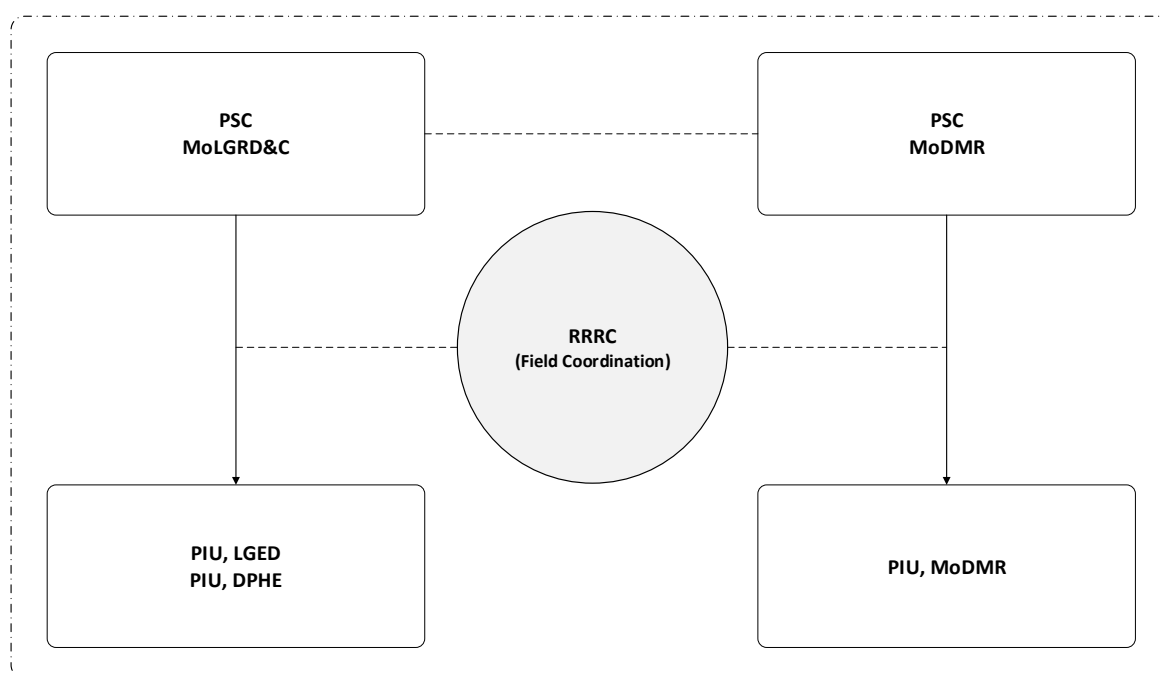 PSC
MoLGRD&C
PSC
MoDMR
RRRC
(Field Coordination)
PIU, LGED
PIU, DPHE
PIU, MoDMR